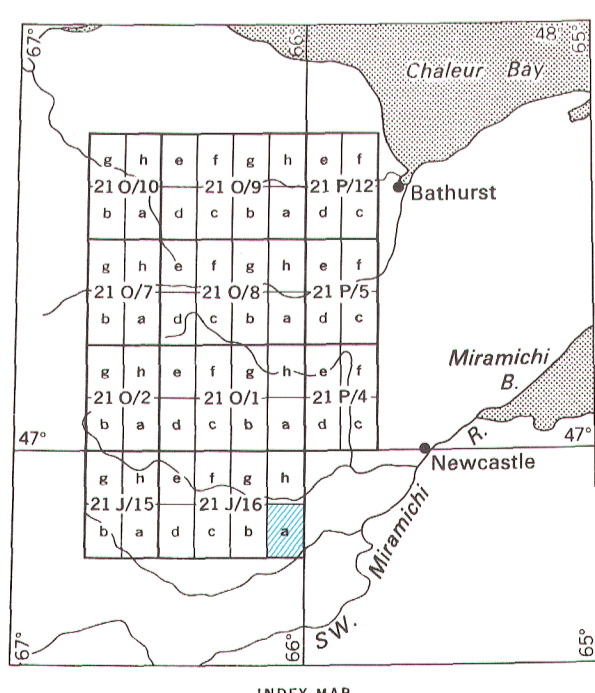 67° 66° 48 65°
Chaleur Bay
g h e f g h e f
21 O/10 21 O/9 21 P/12
Bathurst
b a d c b a d c
g h e f g h e f
21 O/7 21 O/8 21 P/5
b a d c b a d c
Miramichi
B.
g h e f g h e f
21 O/2 21 O/1 21 P/4
b a d c b a d c
R.
47° 47°
Newcastle
g h e f g h
21 J/15 21 J/16
b a d c b a
Miramichi
SW.
67° 66° 65°
INDEX MAP